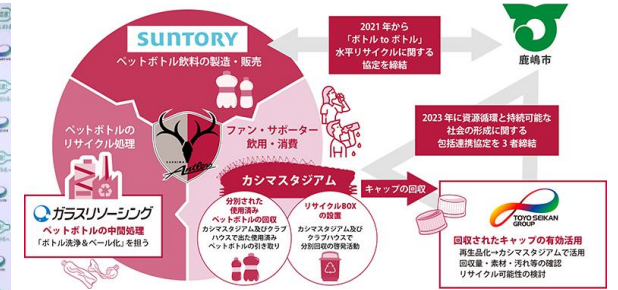 SUNTORY
ペットボトル飲料の製造・販売
2021年から
「ボトル to ボトル」
水平リサイクルに関する
協定を締結
鹿嶋市
ペットボトルの
リサイクル処理
ファン・サポーター
飲用・消費
2023年に資源循環と持続可能な
社会の形成に関する
包括連携協定を3者締結
KASHIMA
Antlers
カシマスタジアム
キャップの回収
ガラスリソーシング
ペットボトルの中間処理
「ボトル洗浄&ベール化」を担う
分別された
使用済み
ペットボトルの回収
カシマスタジアム及びクラブ
ハウスで出た使用済み
ペットボトルの引き取り
リサイクルBOX
の設置
カシマスタジアム及び
クラブハウスで
分別回収の啓発活動
TOYO SEIKAN
GROUP
回収されたキャップの有効活用
再生品化→カシマスタジアムで活用
回収量・素材・汚れ等の確認
リサイクル可能性の検討